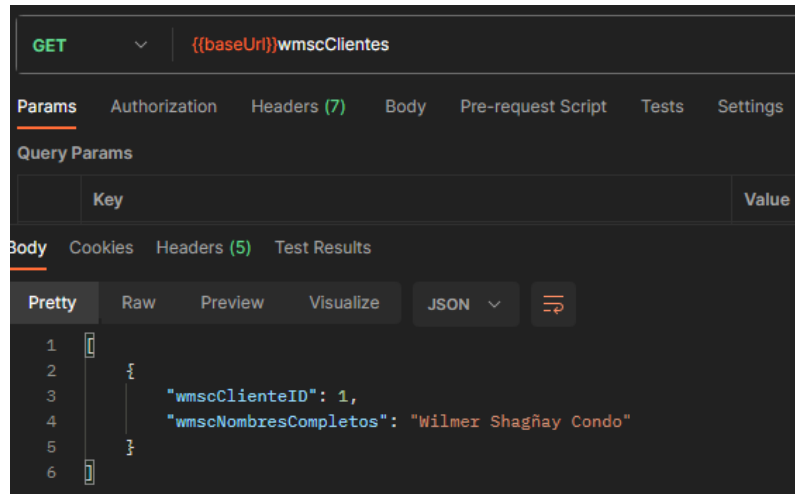 GET {{baseUrl}}wmscClientes
Params Authorization Headers (7) Body Pre-request Script Tests Settings
Query Params
Key Value
Body Cookies Headers (5) Test Results
Pretty Raw Preview Visualize JSON
1 [
2 {
3 "wmscClienteID": 1,
4 "wmscNombresCompletos": "Wilmer Shagñay Condo"
5 }
6 ]